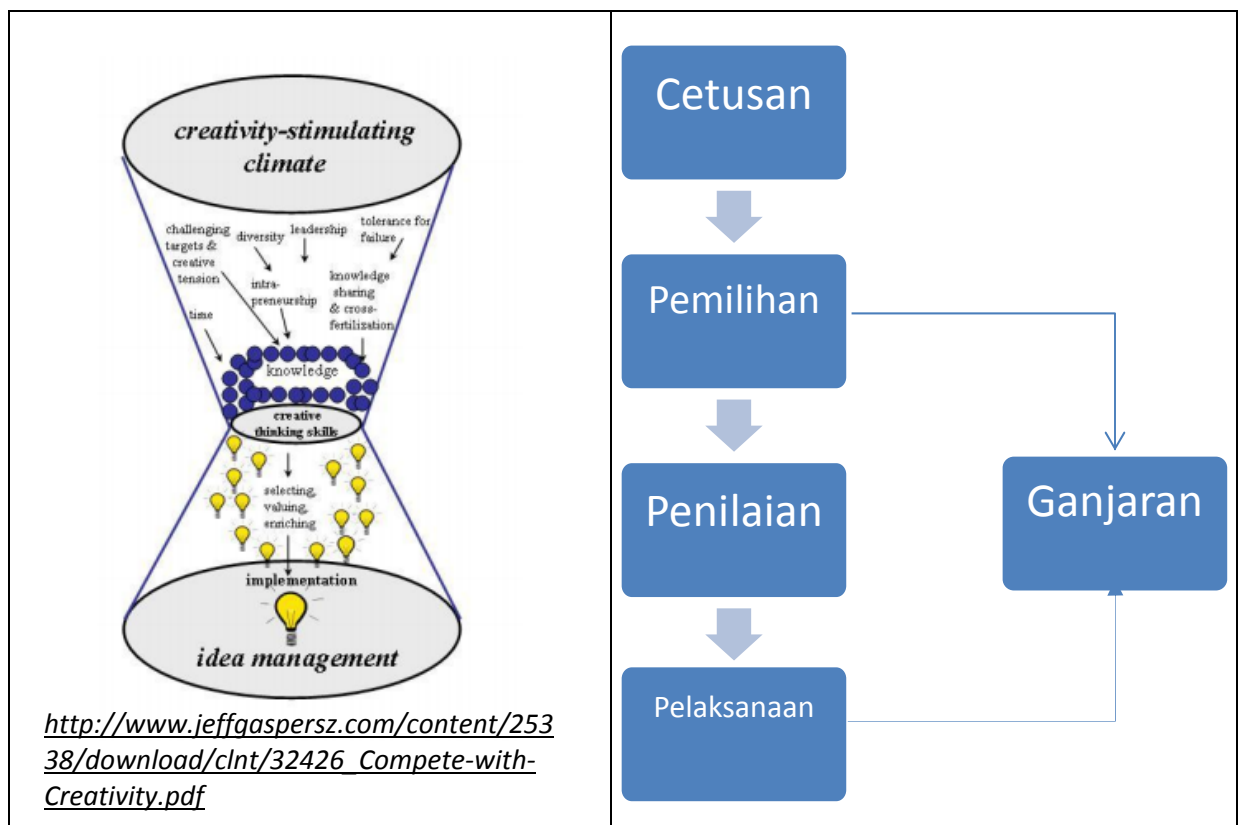 creativity-stimulating
climate
challenging
targets &
creative
tension
diversity
leadership
tolerance for
failure
intra-
preneurship
knowledge
sharing
& cross-
fertilization
time
knowledge
creative
thinking skills
selecting,
valuing,
enriching
implementation
idea management
http://www.jeffgaspersz.com/content/253
38/download/clnt/32426_Compete-with-
Creativity.pdf
Cetusan
Pemilihan
Penilaian
Pelaksanaan
Ganjaran